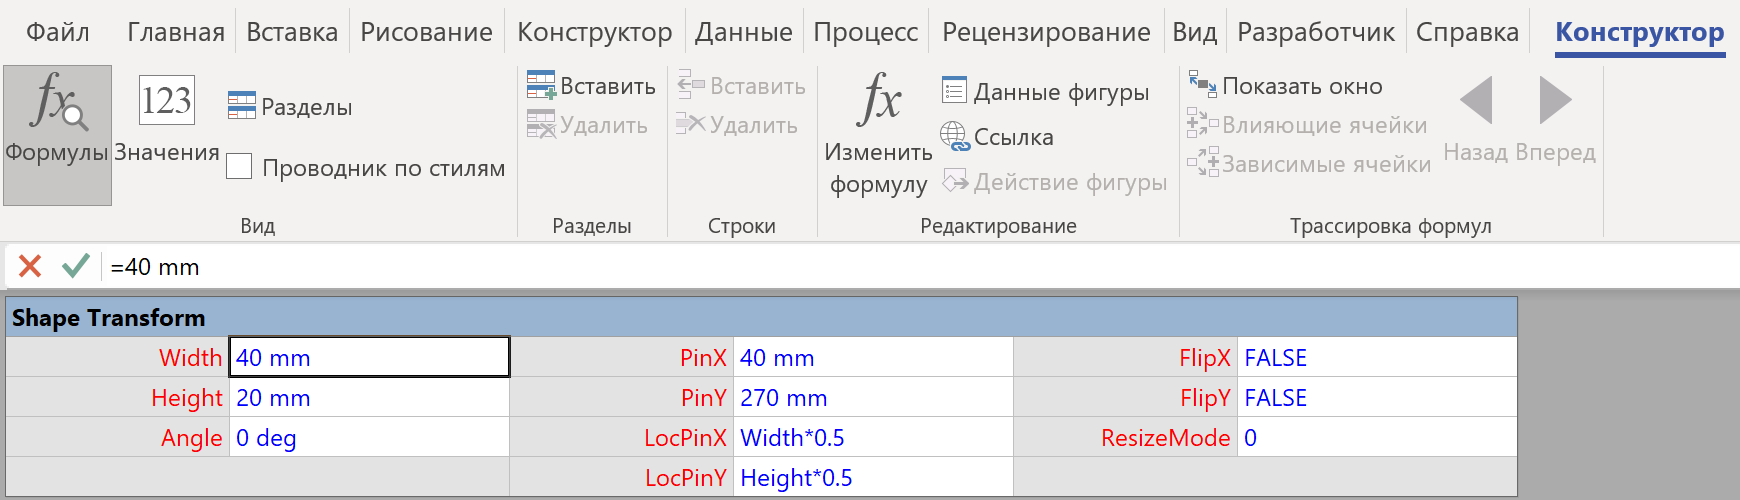 Файл Главная Вставка Рисование Конструктор Данные Процесс Рецензирование Вид Разработчик Справка Конструктор
Формулы
123
Значения
Разделы
Проводник по стилям
Вид
Вставить
Удалить
Разделы
Вставить
Удалить
Строки
fx
Изменить
формулу
Данные фигуры
Ссылка
Действие фигуры
Редактирование
Показать окно
Влияющие ячейки
Зависимые ячейки
Назад Вперед
Трассировка формул
=40 mm
Shape Transform
Width 40 mm PinX 40 mm FlipX FALSE
Height 20 mm PinY 270 mm FlipY FALSE
Angle 0 deg LocPinX Width*0.5 ResizeMode 0
LocPinY Height*0.5